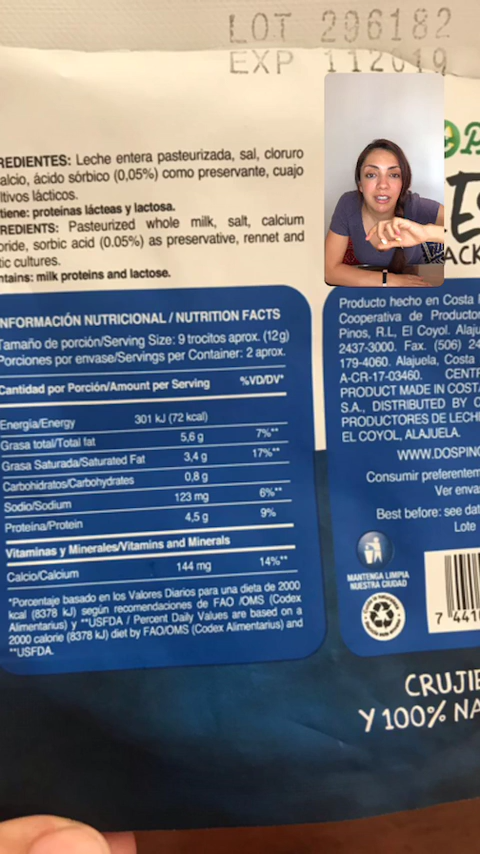 LOT 296182
EXP 112019
REDIENTES: Leche entera pasteurizada, sal, cloruro
alcio, ácido sórbico (0,05%) como preservante, cuajo
ltivos lácticos.
tiene: proteínas lácteas y lactosa.
REDIENTS: Pasteurized whole milk, salt, calcium
oride, sorbic acid (0.05%) as preservative, rennet and
tic cultures.
ntains: milk proteins and lactose.
NFORMACIÓN NUTRICIONAL / NUTRITION FACTS
Tamaño de porción/Serving Size: 9 trocitos aprox. (12g)
Porciones por envase/Servings per Container: 2 aprox.
Cantidad por Porción/Amount per Serving %VD/DV*
Energía/Energy 301 kJ (72 kcal)
Grasa total/Total fat 5,6 g 7%**
Grasa Saturada/Saturated Fat 3,4 g 17%**
Carbohidratos/Carbohydrates 0,8 g
Sodio/Sodium 123 mg 6%**
Proteína/Protein 4,5 g 9%
Vitaminas y Minerales/Vitamins and Minerals
Calcio/Calcium 144 mg 14%**
*Porcentaje basado en los Valores Diarios para una dieta de 2000
kcal (8378 kJ) según recomendaciones de FAO /OMS (Codex
Alimentarius) y **USFDA / Percent Daily Values are based on a
2000 calorie (8378 kJ) diet by FAO/OMS (Codex Alimentarius) and
**USFDA.
ACK
Producto hecho en Costa
Cooperativa de Productor
Pinos, R.L, El Coyol. Alaju
2437-3000. Fax. (506) 24
179-4060. Alajuela, Costa
A-CR-17-03460. CENT
PRODUCT MADE IN COST
S.A., DISTRIBUTED BY C
PRODUCTORES DE LECH
EL COYOL, ALAJUELA.
WWW.DOSPINO
Consumir preferentem
Ver enva
Best before: see dat
Lote
MANTENGA LIMPIA
NUESTRA CIUDAD
7 441
CRUJIE
Y 100% NA